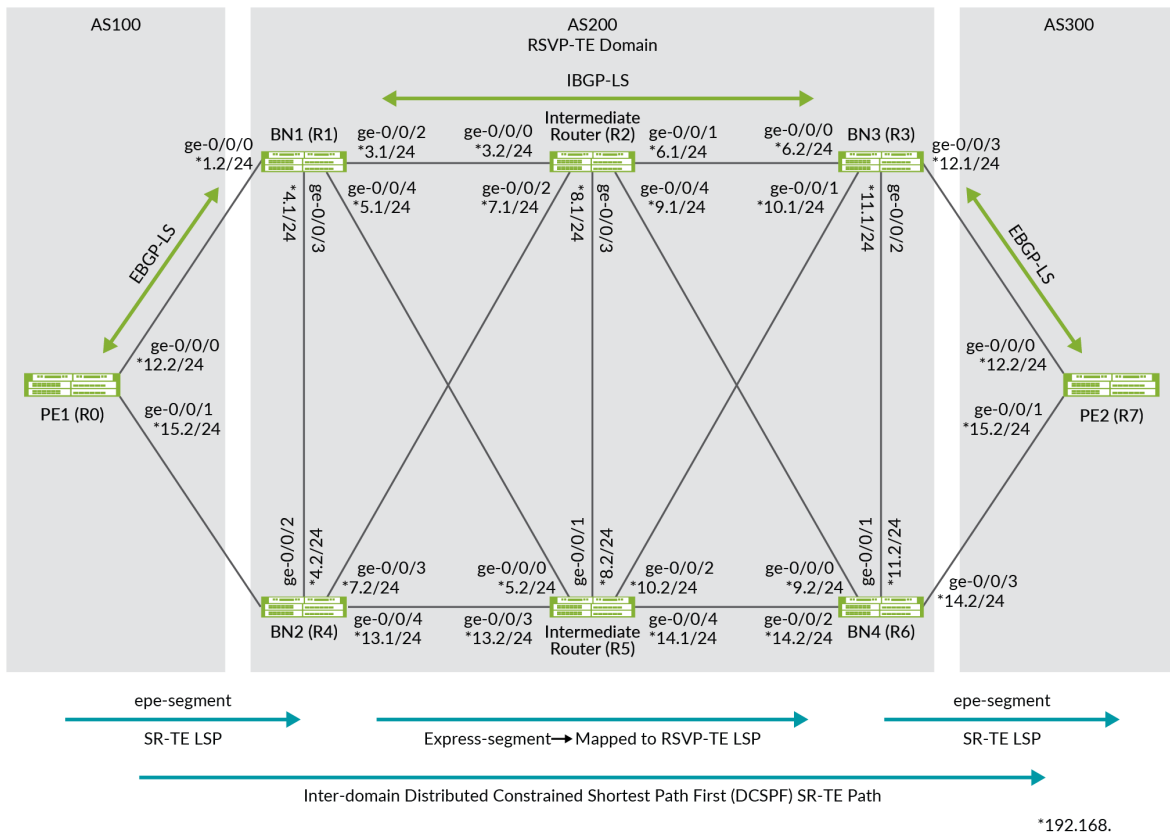 AS100
AS200
RSVP-TE Domain
AS300
IBGP-LS
BN1 (R1)
ge-0/0/2
*3.1/24
ge-0/0/0
*3.2/24
Intermediate
Router (R2)
ge-0/0/1
*6.1/24
ge-0/0/0
*6.2/24
BN3 (R3)
ge-0/0/0
*1.2/24
ge-0/0/3
*12.1/24
*4.1/24
ge-0/0/3
ge-0/0/4
*5.1/24
ge-0/0/2
*7.1/24
*8.1/24
ge-0/0/3
ge-0/0/4
*9.1/24
ge-0/0/1
*10.1/24
*11.1/24
ge-0/0/2
EBGP-LS
EBGP-LS
ge-0/0/0
*12.2/24
PE1 (R0)
ge-0/0/1
*15.2/24
ge-0/0/0
*12.2/24
PE2 (R7)
ge-0/0/1
*15.2/24
ge-0/0/2
*4.2/24
ge-0/0/3
*7.2/24
ge-0/0/0
*5.2/24
ge-0/0/1
*8.2/24
ge-0/0/2
*10.2/24
ge-0/0/0
*9.2/24
ge-0/0/1
*11.2/24
ge-0/0/3
*14.2/24
BN2 (R4)
ge-0/0/4
*13.1/24
ge-0/0/3
*13.2/24
Intermediate
Router (R5)
ge-0/0/4
*14.1/24
ge-0/0/2
*14.2/24
BN4 (R6)
epe-segment
SR-TE LSP
Express-segment→Mapped to RSVP-TE LSP
epe-segment
SR-TE LSP
Inter-domain Distributed Constrained Shortest Path First (DCSPF) SR-TE Path
*192.168.